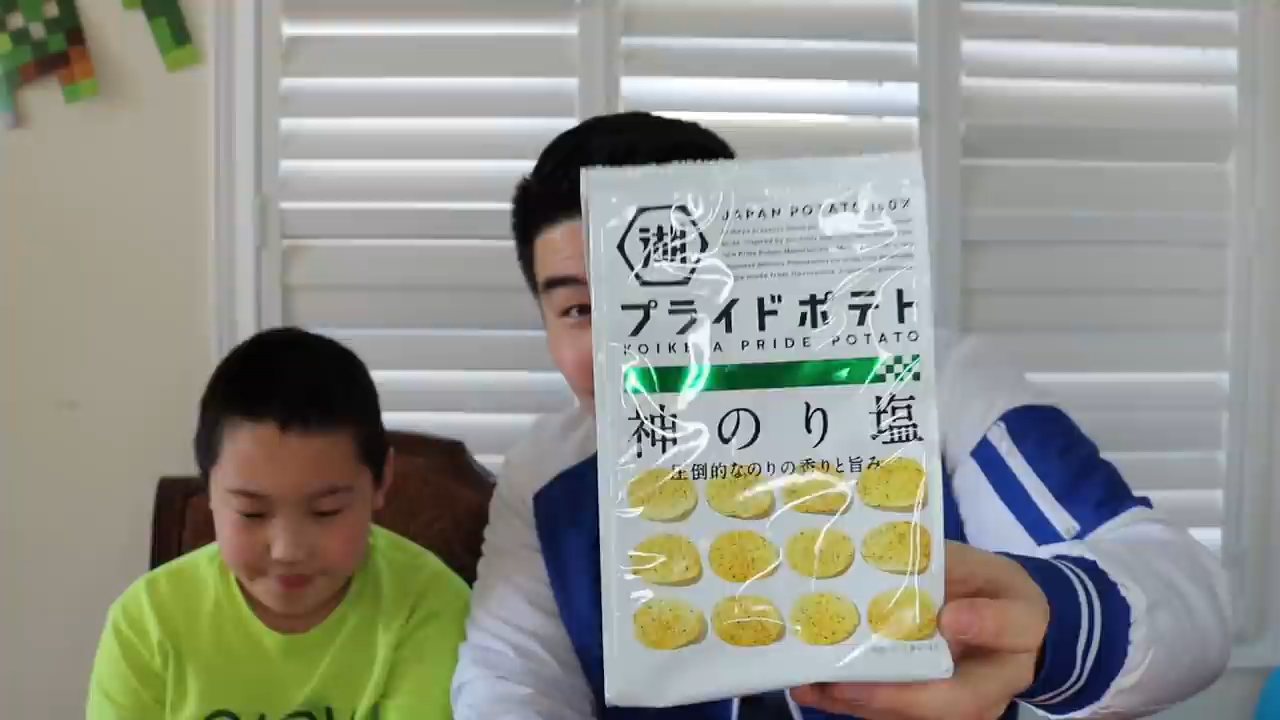 湖
JAPAN POTATO 100%
プライドポテト
KOIKEYA PRIDE POTATO
神のり塩
圧倒的なのりの香りと旨み